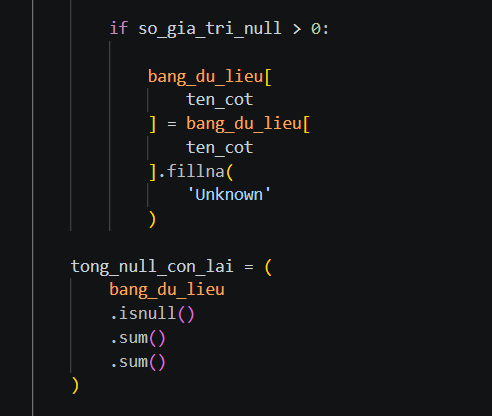 if so_gia_tri_null > 0:
bang_du_lieu[
ten_cot
] = bang_du_lieu[
ten_cot
].fillna(
'Unknown'
)
tong_null_con_lai = (
bang_du_lieu
.isnull()
.sum()
.sum()
)